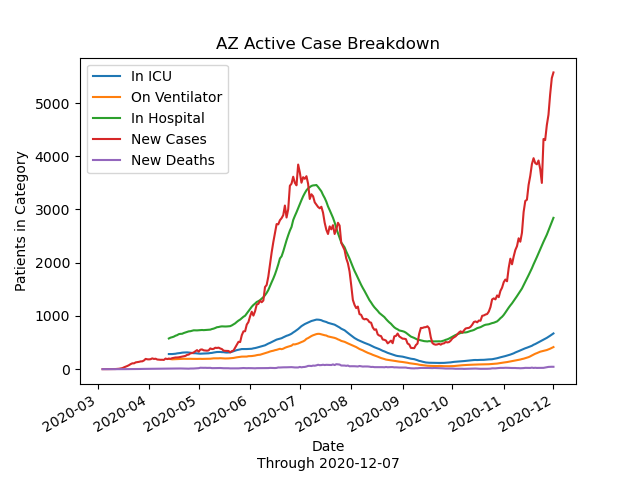 AZ Active Case Breakdown
In ICU
On Ventilator
In Hospital
New Cases
New Deaths
Patients in Category
5000
4000
3000
2000
1000
0
2020-03
2020-04
2020-05
2020-06
2020-07
2020-08
2020-09
2020-10
2020-11
2020-12
Date
Through 2020-12-07